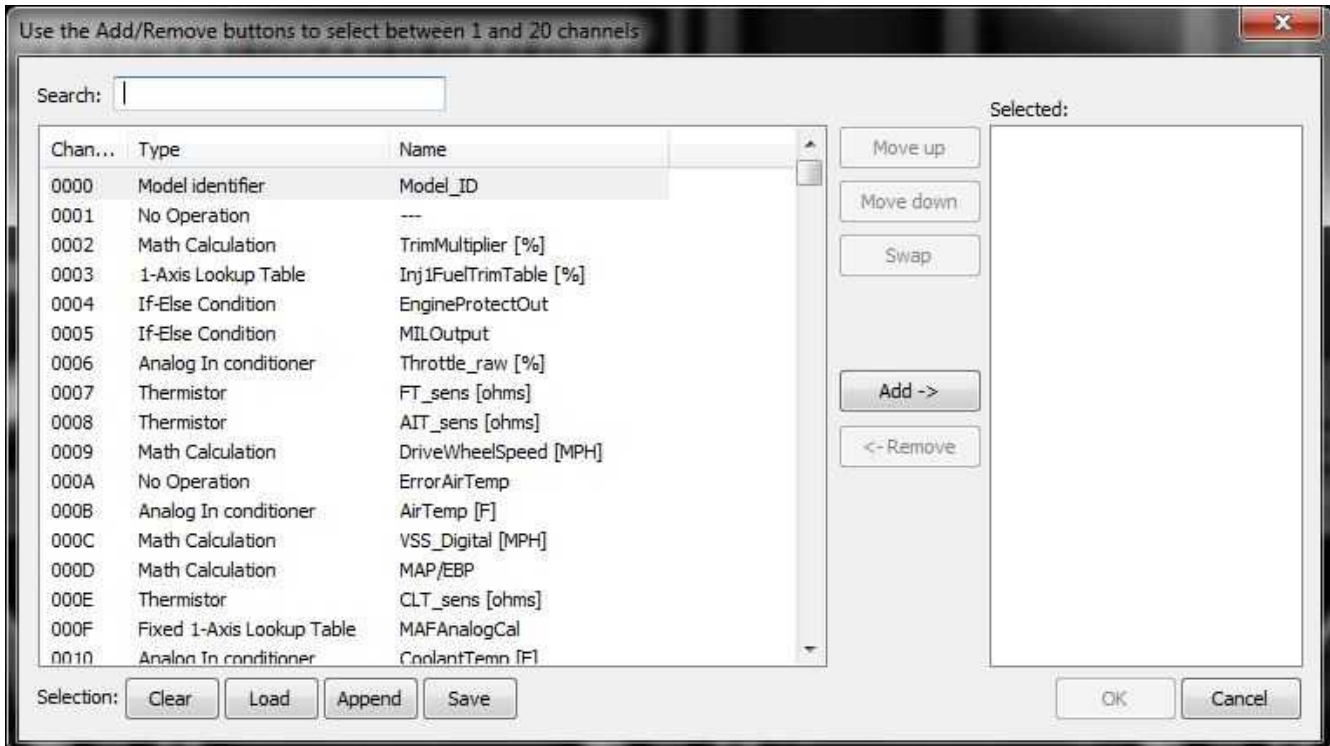 Use the Add/Remove buttons to select between 1 and 20 channels
Search:
Selected:
Chan... Type Name
0000 Model identifier Model_ID
0001 No Operation ---
0002 Math Calculation TrimMultiplier [%]
0003 1-Axis Lookup Table Inj1FuelTrimTable [%]
0004 If-Else Condition EngineProtectOut
0005 If-Else Condition MILOutput
0006 Analog In conditioner Throttle_raw [%]
0007 Thermistor FT_sens [ohms]
0008 Thermistor AIT_sens [ohms]
0009 Math Calculation DriveWheelSpeed [MPH]
000A No Operation ErrorAirTemp
000B Analog In conditioner AirTemp [F]
000C Math Calculation VSS_Digital [MPH]
000D Math Calculation MAP/EBP
000E Thermistor CLT_sens [ohms]
000F Fixed 1-Axis Lookup Table MAFAnalogCal
0010 Analog In conditioner CoolantTemp [F]
Move up
Move down
Swap
Add ->
<- Remove
Selection: Clear Load Append Save
OK Cancel